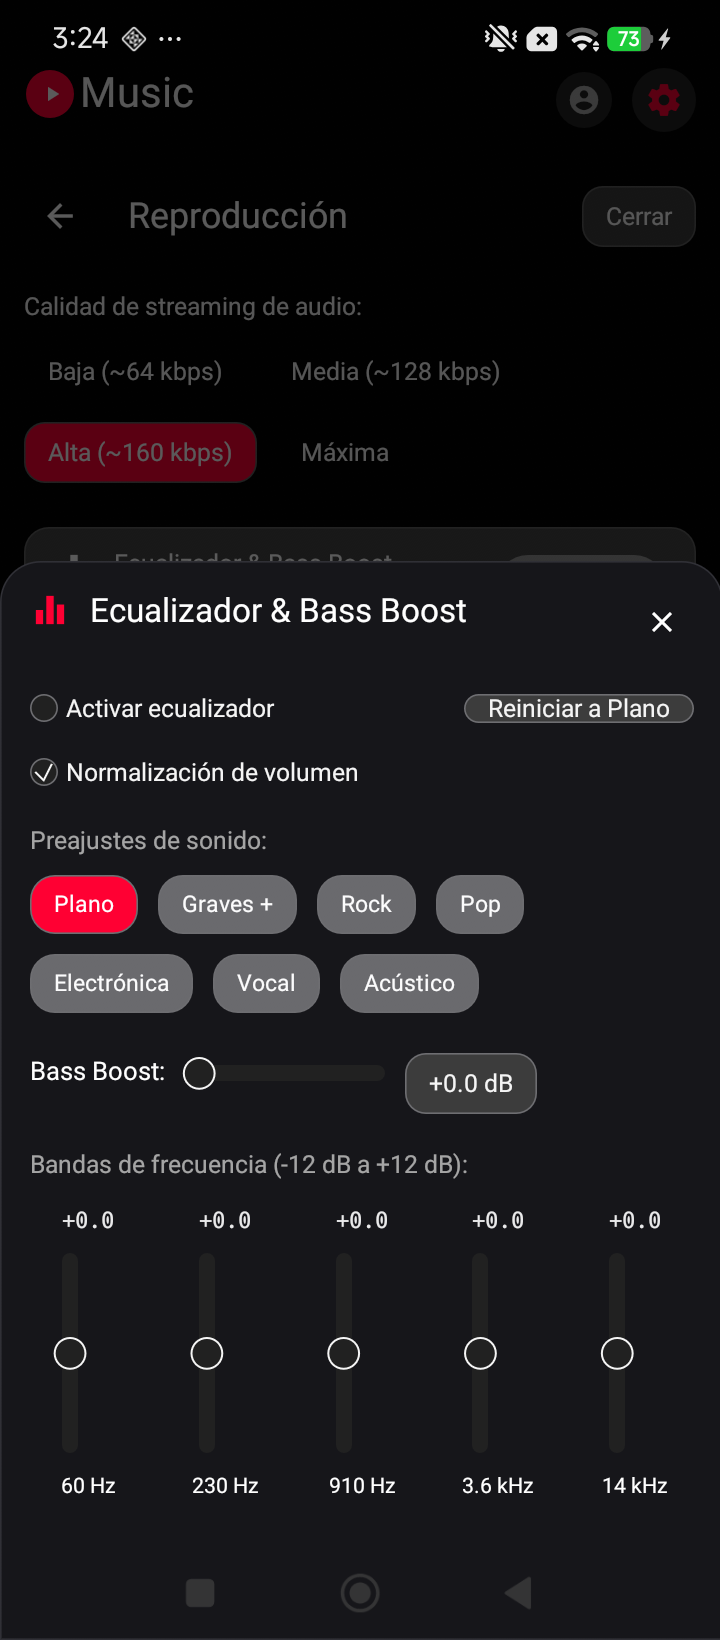 3:24
73
Music
Reproducción
Cerrar
Calidad de streaming de audio:
Baja (~64 kbps)
Media (~128 kbps)
Alta (~160 kbps)
Máxima
Ecualizador & Bass Boost
Ecualizador & Bass Boost
Activar ecualizador
Reiniciar a Plano
Normalización de volumen
Preajustes de sonido:
Plano
Graves +
Rock
Pop
Electrónica
Vocal
Acústico
Bass Boost:
+0.0 dB
Bandas de frecuencia (-12 dB a +12 dB):
+0.0 +0.0 +0.0 +0.0 +0.0
60 Hz 230 Hz 910 Hz 3.6 kHz 14 kHz